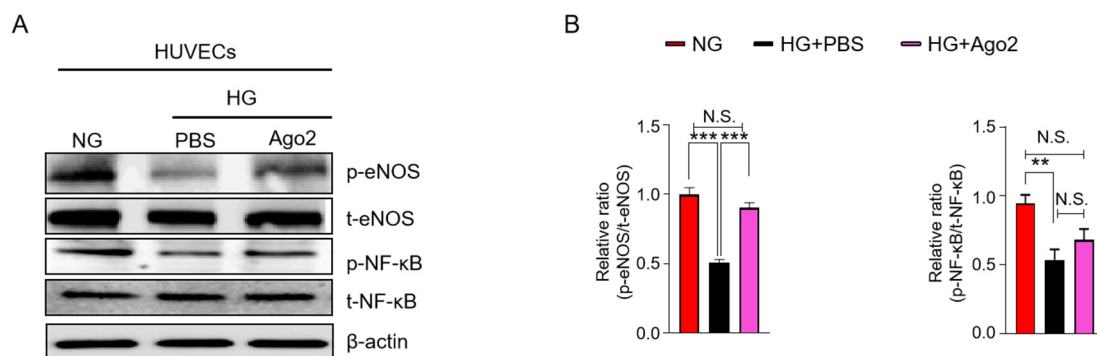 A
HUVECs
HG
NG PBS Ago2
p-eNOS
t-eNOS
p-NF-κB
t-NF-κB
β-actin
B
NG HG+PBS HG+Ago2
Relative ratio
(p-eNOS/t-eNOS)
1.5
1.0
0.5
0.0
N.S.
*** ***
Relative ratio
(p-NF-κB/t-NF-κB)
1.5
1.0
0.5
0.0
N.S.
**
N.S.